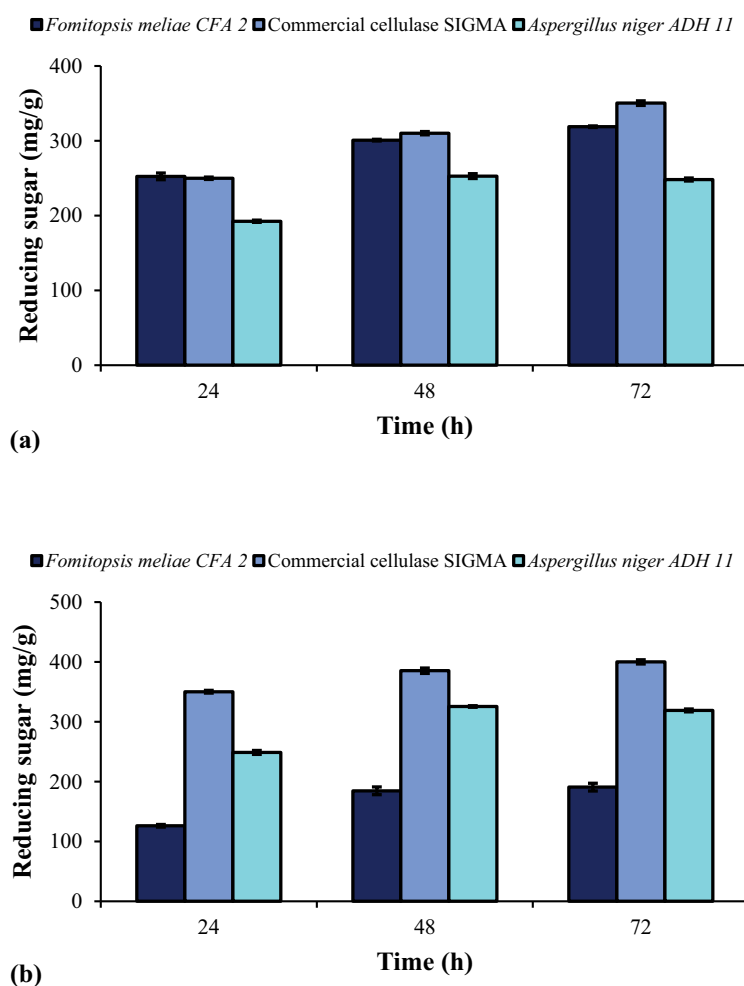 Fomitopsis meliae CFA 2 Commercial cellulase SIGMA Aspergillus niger ADH 11
400
300
200
100
0
Reducing sugar (mg/g)
24 48 72
Time (h)
(a)
Fomitopsis meliae CFA 2 Commercial cellulase SIGMA Aspergillus niger ADH 11
500
400
300
200
100
0
Reducing sugar (mg/g)
24 48 72
Time (h)
(b)